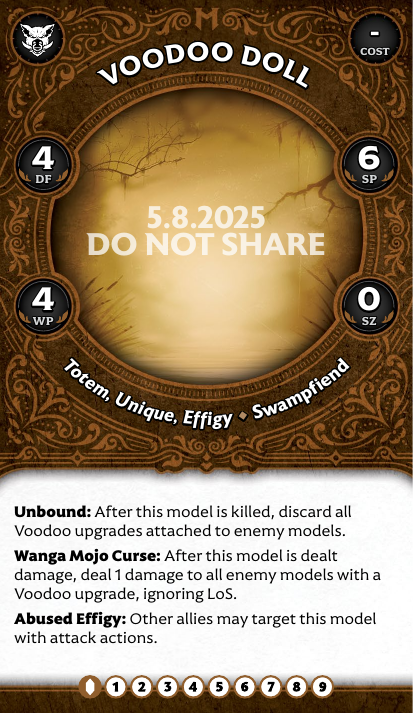 M
VOODOO DOLL
-
COST
4
DF
6
SP
5.8.2025
DO NOT SHARE
4
WP
0
SZ
Totem, Unique, Effigy • Swampfiend
Unbound: After this model is killed, discard all
Voodoo upgrades attached to enemy models.
Wanga Mojo Curse: After this model is dealt
damage, deal 1 damage to all enemy models with a
Voodoo upgrade, ignoring LoS.
Abused Effigy: Other allies may target this model
with attack actions.
1 2 3 4 5 6 7 8 9